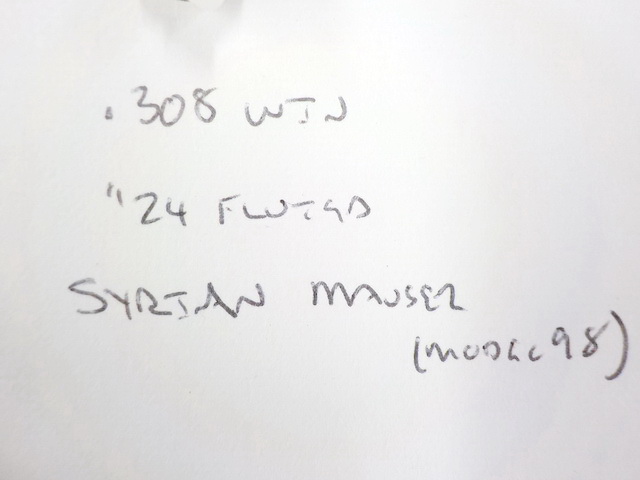 .308 WIN
"24 FLUTED
SYRIAN MAUSER
(MODEL 98)